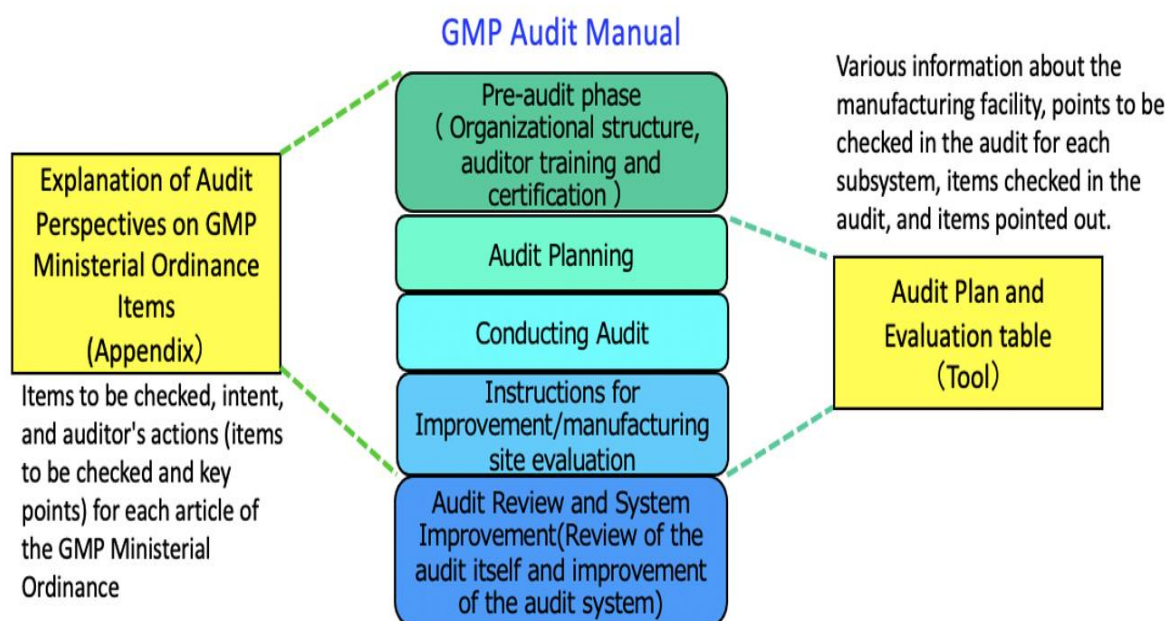 GMP Audit Manual
Explanation of Audit
Perspectives on GMP
Ministerial Ordinance
Items
(Appendix）
Items to be checked, intent,
and auditor's actions (items
to be checked and key
points) for each article of
the GMP Ministerial
Ordinance
Pre-audit phase
（ Organizational structure,
auditor training and
certification ）
Audit Planning
Conducting Audit
Instructions for
Improvement/manufacturing
site evaluation
Audit Review and System
Improvement(Review of the
audit itself and improvement
of the audit system)
Various information about the
manufacturing facility, points to be
checked in the audit for each
subsystem, items checked in the
audit, and items pointed out.
Audit Plan and
Evaluation table
（Tool）